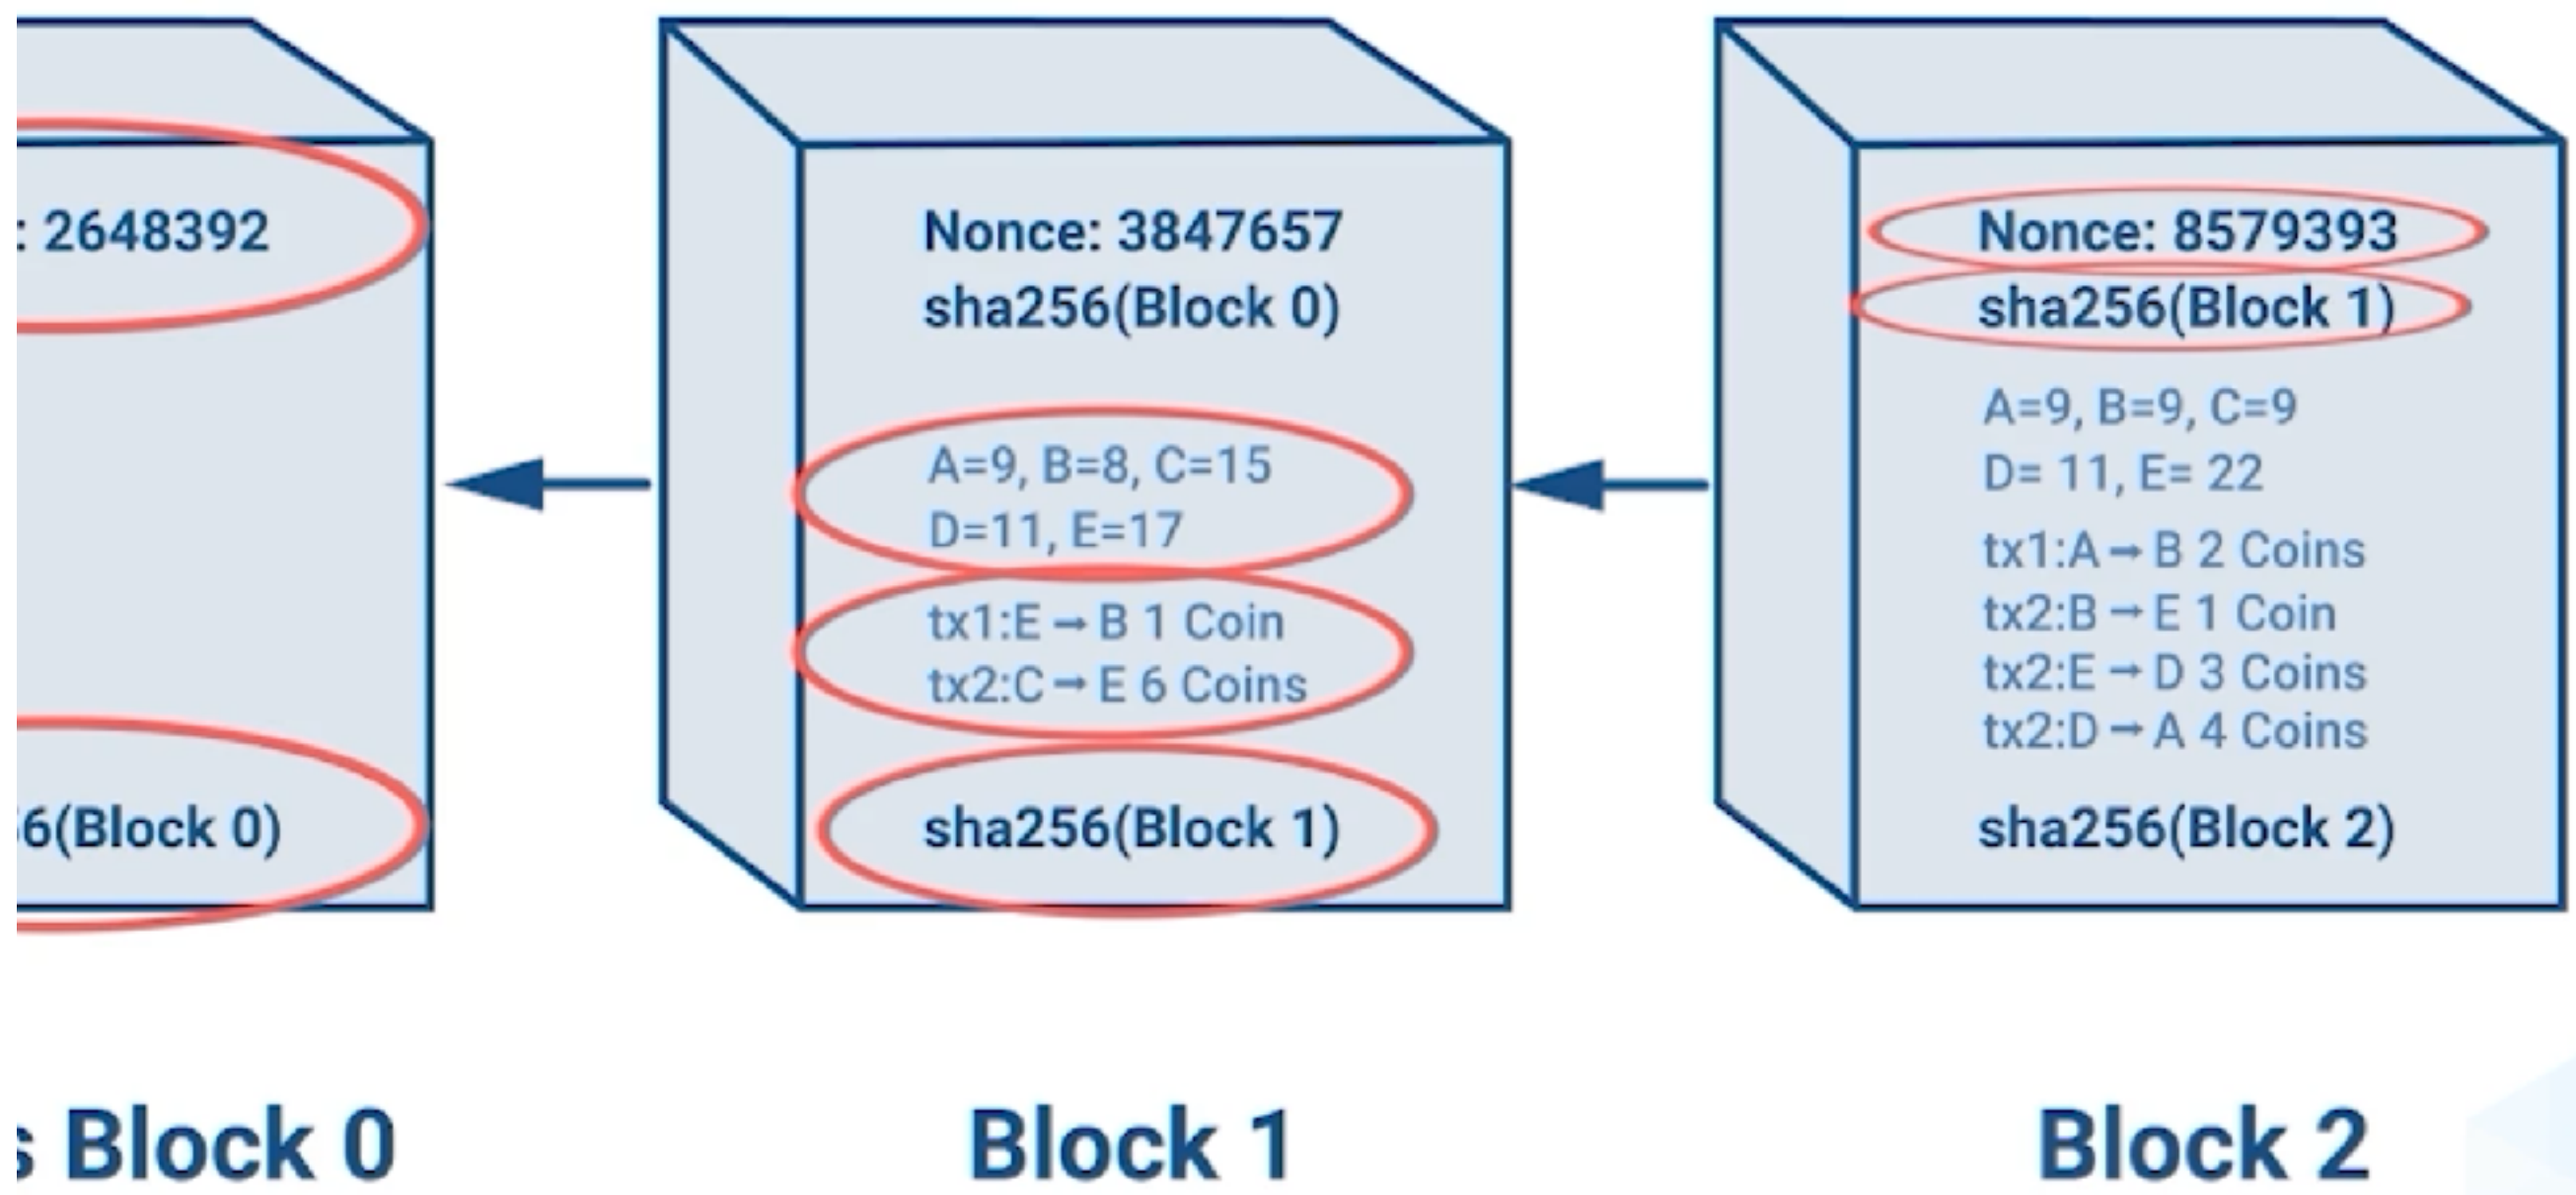 : 2648392
6(Block 0)
s Block 0
Nonce: 3847657
sha256(Block 0)
A=9, B=8, C=15
D=11, E=17
tx1:E → B 1 Coin
tx2:C → E 6 Coins
sha256(Block 1)
Block 1
Nonce: 8579393
sha256(Block 1)
A=9, B=9, C=9
D= 11, E= 22
tx1:A → B 2 Coins
tx2:B → E 1 Coin
tx2:E → D 3 Coins
tx2:D → A 4 Coins
sha256(Block 2)
Block 2